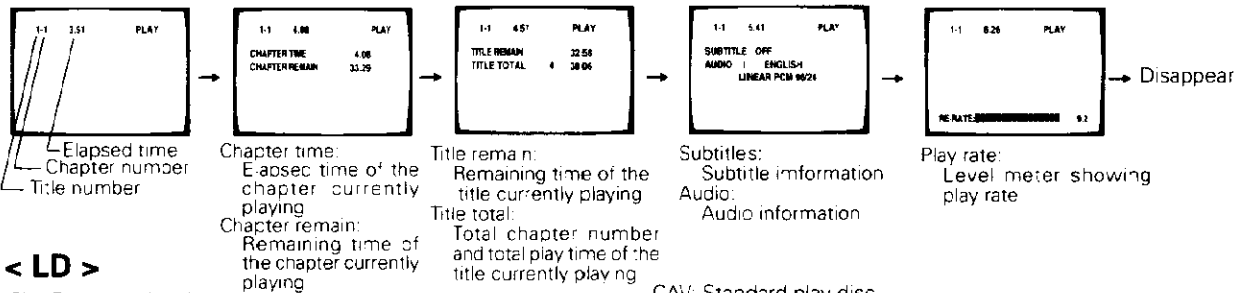 1-1 3.51 PLAY
Elapsed time
Chapter number
Title number
1-1 4.08 PLAY
CHAPTER TIME 4.08
CHAPTER REMAIN 33.29
Chapter time:
Elapsed time of the
chapter currently
playing
Chapter remain:
Remaining time of
the chapter currently
playing
1-1 4.57 PLAY
TITLE REMAIN 32:58
TITLE TOTAL 4 38:06
Title remain:
Remaining time of the
title currently playing
Title total:
Total chapter number
and total play time of the
title currently playing
1-1 5.41 PLAY
SUBTITLE OFF
AUDIO 1 ENGLISH
LINEAR PCM 96/24
Subtitles:
Subtitle imformation
Audio:
Audio information
1-1 6.26 PLAY
9.2
Play rate:
Level meter showing
play rate
Disappear
< LD >
CAV: Standard play disc